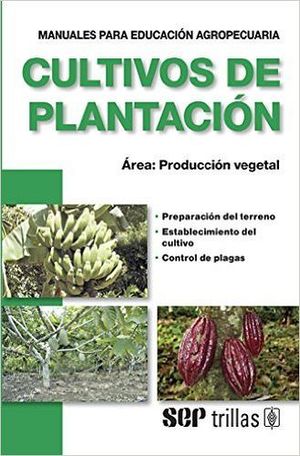 MANUALES PARA EDUCACIÓN AGROPECUARIA
CULTIVOS DE
PLANTACIÓN
Área: Producción vegetal
• Preparación del terreno
• Establecimiento del
cultivo
• Control de plagas
SEP trillas